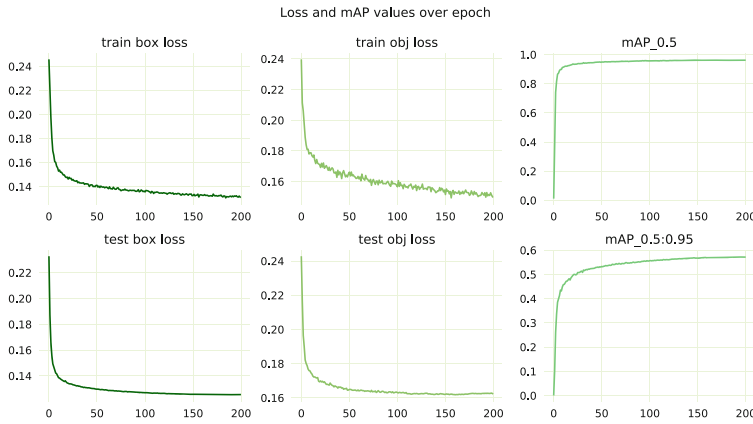 Loss and mAP values over epoch
train box loss
0.24
0.22
0.20
0.18
0.16
0.14
0 50 100 150 200
train obj loss
0.24
0.22
0.20
0.18
0.16
0 50 100 150 200
mAP_0.5
1.0
0.8
0.6
0.4
0.2
0.0
0 50 100 150 200
test box loss
0.22
0.20
0.18
0.16
0.14
0 50 100 150 200
test obj loss
0.24
0.22
0.20
0.18
0.16
0 50 100 150 200
mAP_0.5:0.95
0.6
0.5
0.4
0.3
0.2
0.1
0.0
0 50 100 150 200